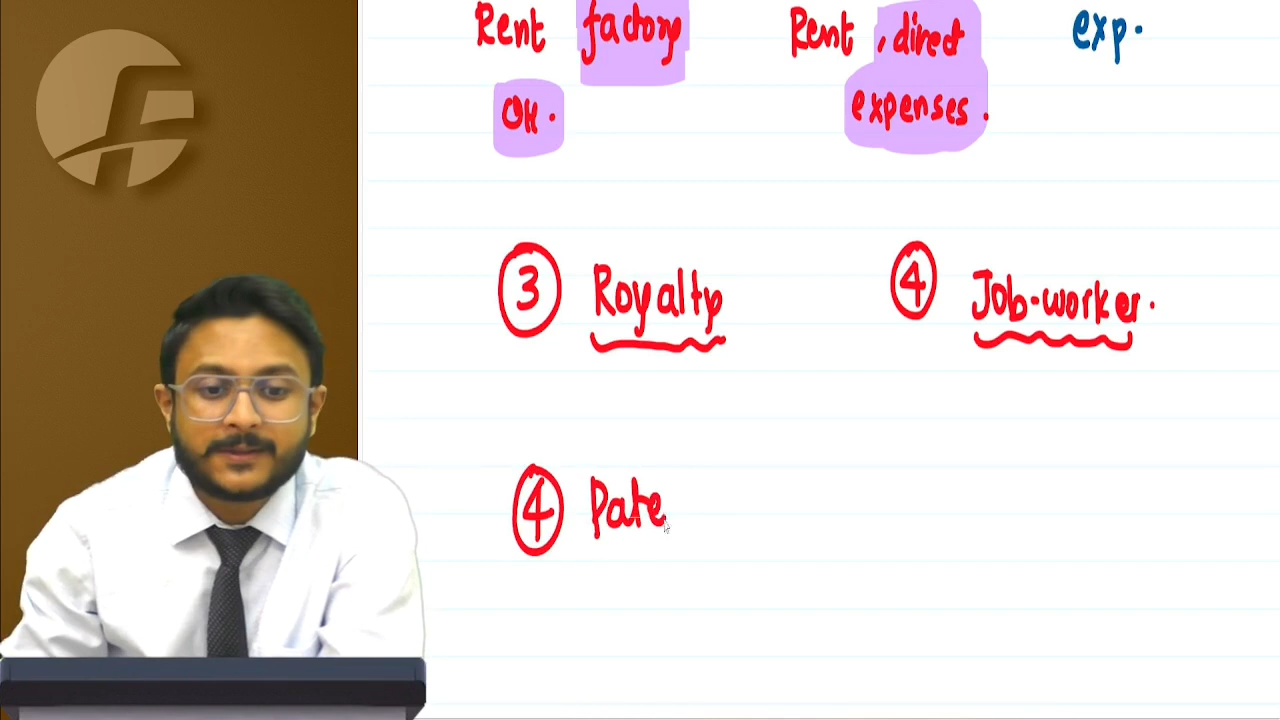 Rent factory
OH.
Rent, direct
expenses.
exp.
③ Royalty
④ Job-worker.
④ Pate